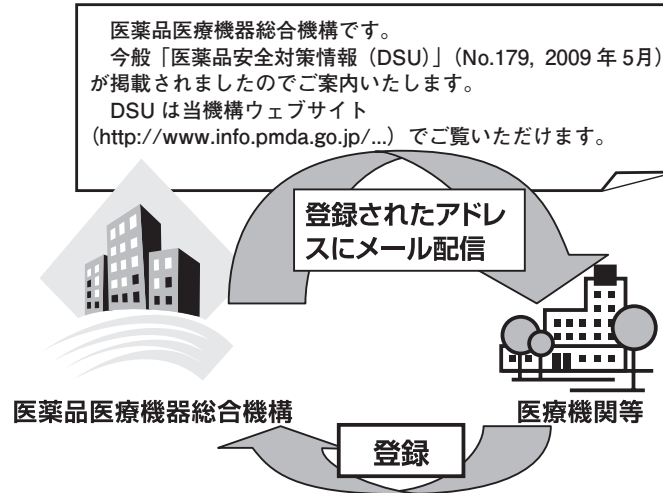 医薬品医療機器総合機構です。
今般「医薬品安全対策情報（DSU）」（No.179, 2009 年 5月）
が掲載されましたのでご案内いたします。
DSU は当機構ウェブサイト
（http://www.info.pmda.go.jp/...）でご覧いただけます。
登録されたアドレ
スにメール配信
医薬品医療機器総合機構
医療機関等
登録